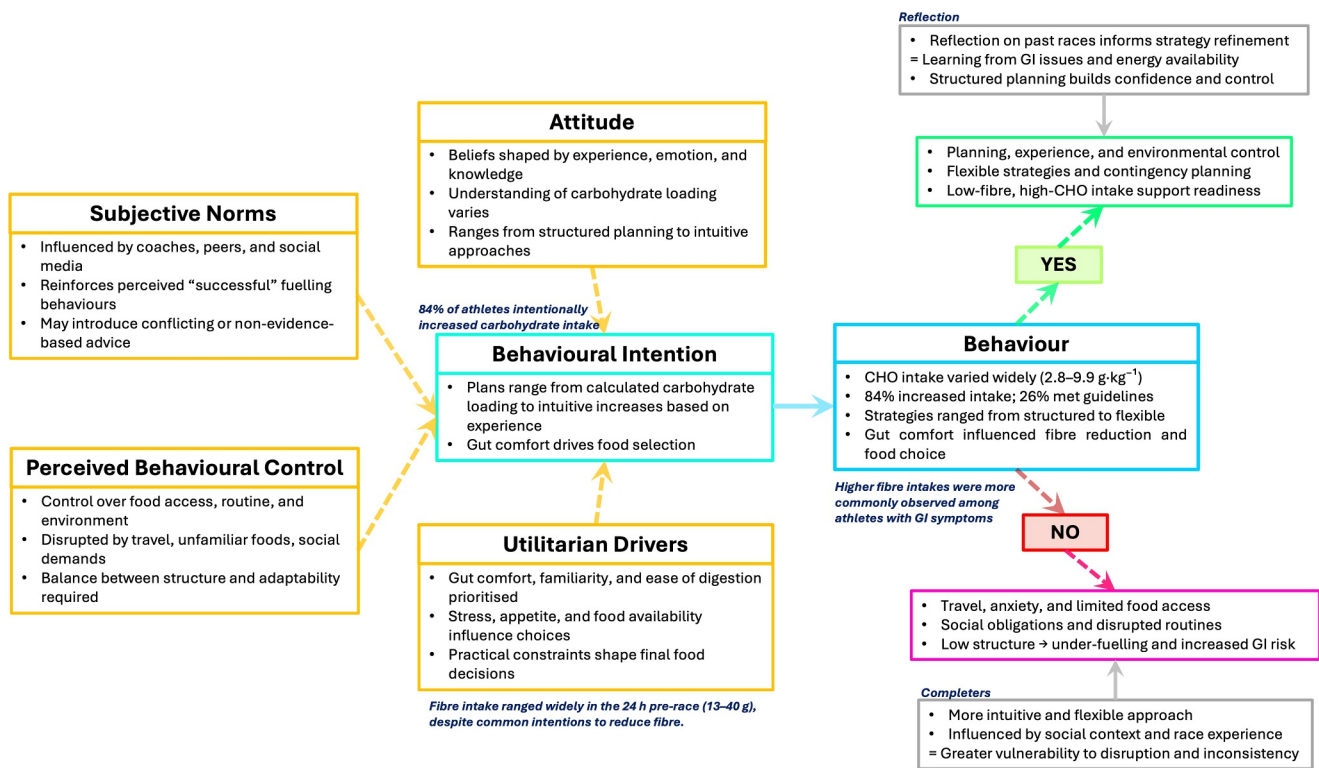 Reflection
• Reflection on past races informs strategy refinement
= Learning from GI issues and energy availability
• Structured planning builds confidence and control
Attitude
• Beliefs shaped by experience, emotion, and
knowledge
• Understanding of carbohydrate loading
varies
• Ranges from structured planning to intuitive
approaches
• Planning, experience, and environmental control
• Flexible strategies and contingency planning
• Low-fibre, high-CHO intake support readiness
Subjective Norms
• Influenced by coaches, peers, and social
media
• Reinforces perceived “successful” fuelling
behaviours
• May introduce conflicting or non-evidence-
based advice
YES
84% of athletes intentionally
increased carbohydrate intake
Behavioural Intention
• Plans range from calculated carbohydrate
loading to intuitive increases based on
experience
• Gut comfort drives food selection
Behaviour
• CHO intake varied widely (2.8–9.9 g·kg⁻¹)
• 84% increased intake; 26% met guidelines
• Strategies ranged from structured to flexible
• Gut comfort influenced fibre reduction and
food choice
Perceived Behavioural Control
• Control over food access, routine, and
environment
• Disrupted by travel, unfamiliar foods, social
demands
• Balance between structure and adaptability
required
Higher fibre intakes were more
commonly observed among
athletes with GI symptoms
NO
Utilitarian Drivers
• Gut comfort, familiarity, and ease of digestion
prioritised
• Stress, appetite, and food availability
influence choices
• Practical constraints shape final food
decisions
Fibre intake ranged widely in the 24 h pre-race (13–40 g),
despite common intentions to reduce fibre.
• Travel, anxiety, and limited food access
• Social obligations and disrupted routines
• Low structure → under-fuelling and increased GI risk
Completers
• More intuitive and flexible approach
• Influenced by social context and race experience
= Greater vulnerability to disruption and inconsistency